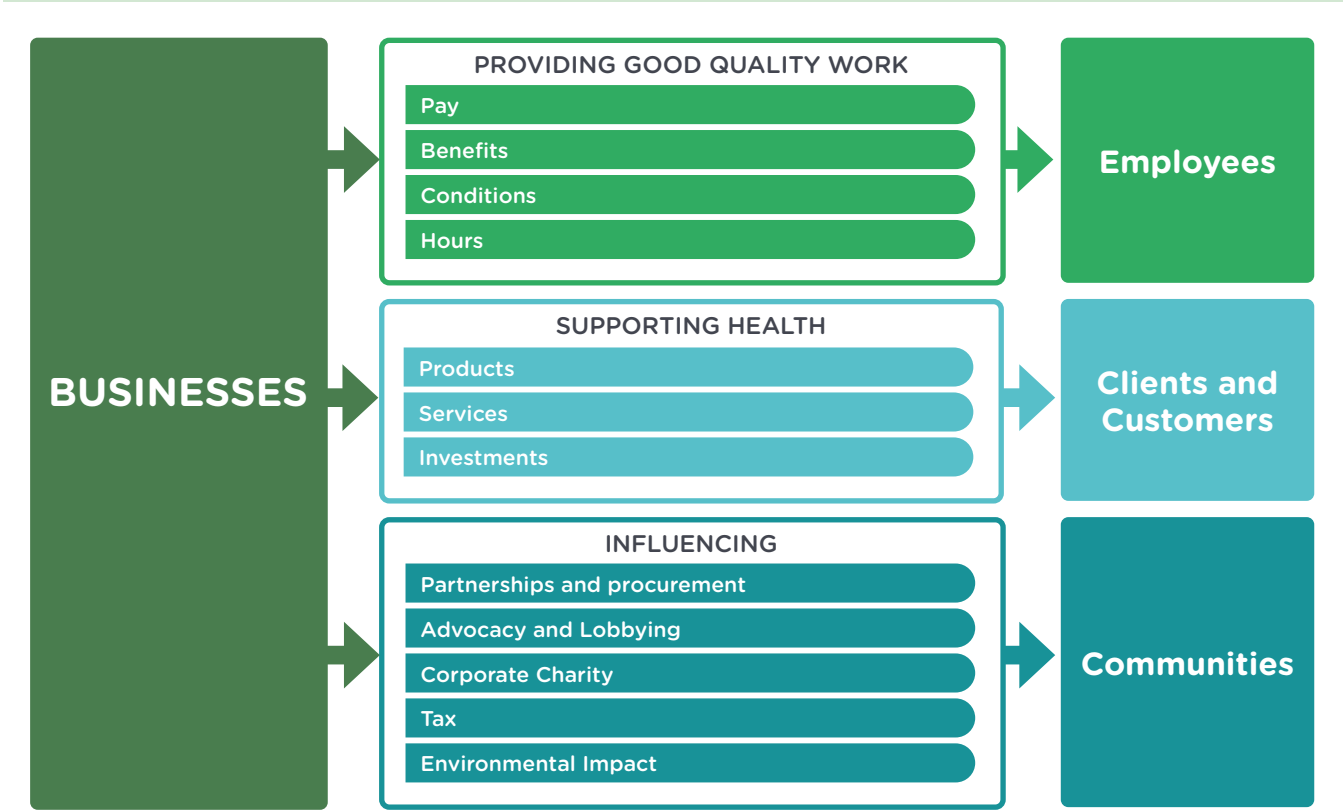 BUSINESSES
PROVIDING GOOD QUALITY WORK
Pay
Benefits
Conditions
Hours
Employees
SUPPORTING HEALTH
Products
Services
Investments
Clients and
Customers
INFLUENCING
Partnerships and procurement
Advocacy and Lobbying
Corporate Charity
Tax
Environmental Impact
Communities